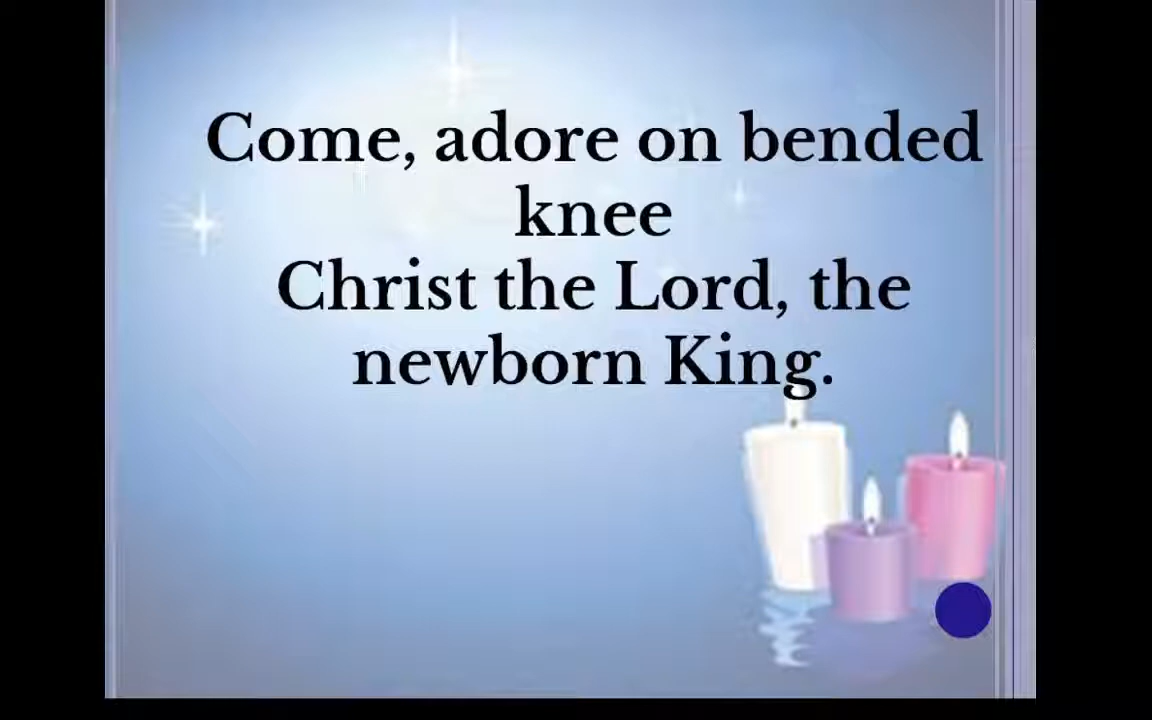 Come, adore on bended
knee
Christ the Lord, the
newborn King.